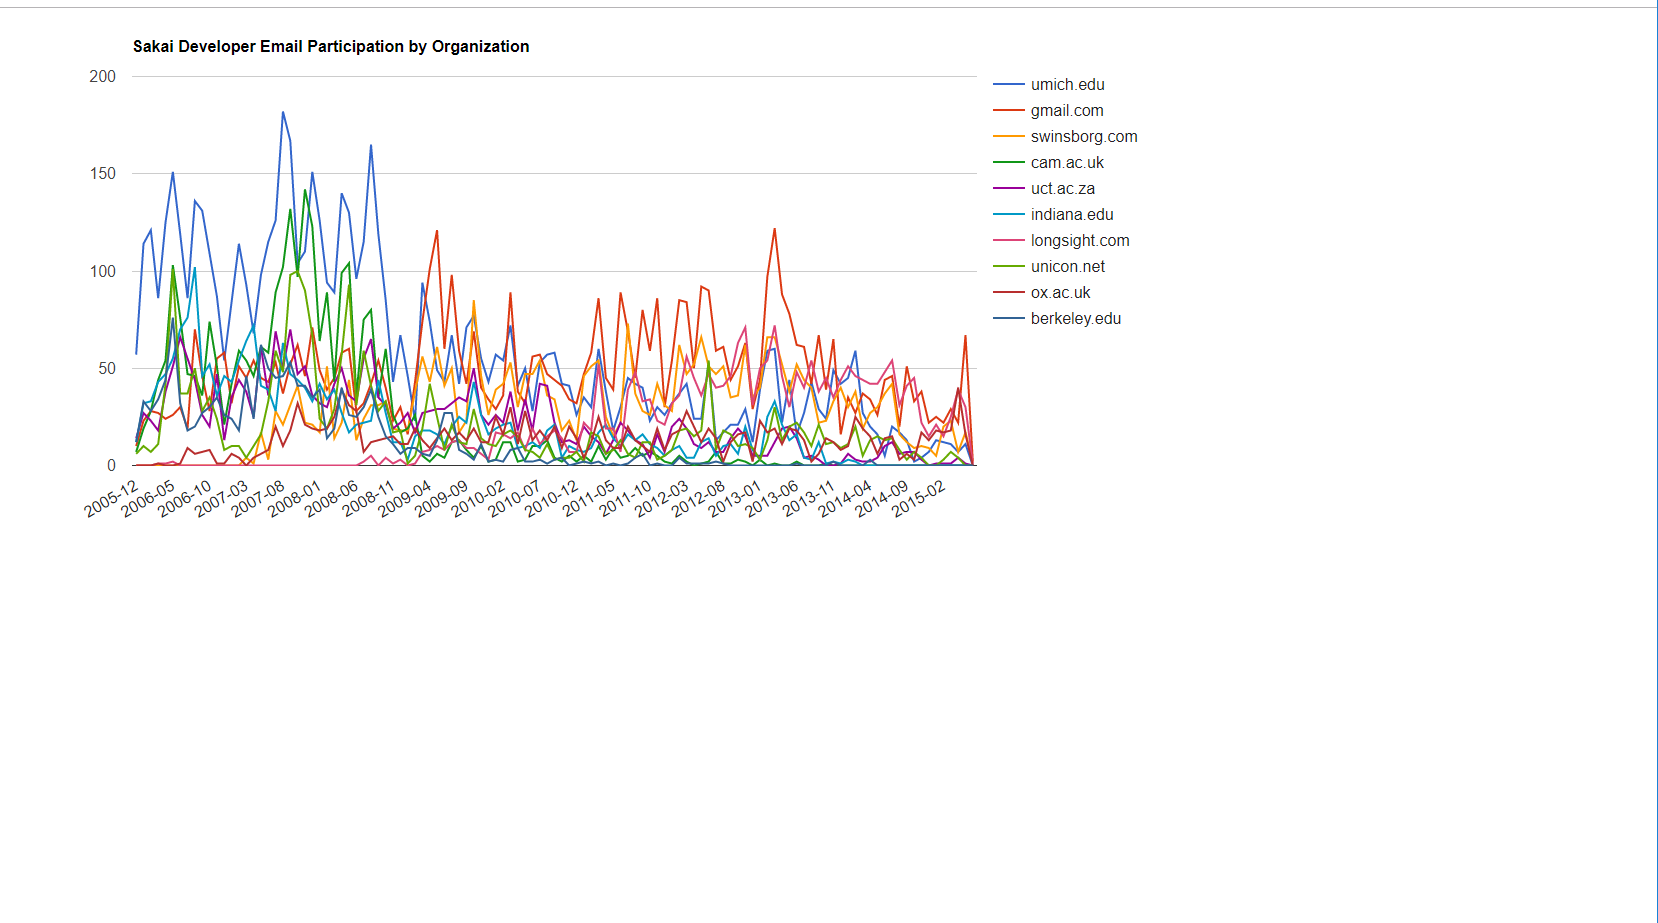 Sakai Developer Email Participation by Organization
200
150
100
50
0
umich.edu
gmail.com
swinsborg.com
cam.ac.uk
uct.ac.za
indiana.edu
longsight.com
unicon.net
ox.ac.uk
berkeley.edu
2005-12
2006-05
2006-10
2007-03
2007-08
2008-01
2008-06
2008-11
2009-04
2009-09
2010-02
2010-07
2010-12
2011-05
2011-10
2012-03
2012-08
2013-01
2013-06
2013-11
2014-04
2014-09
2015-02